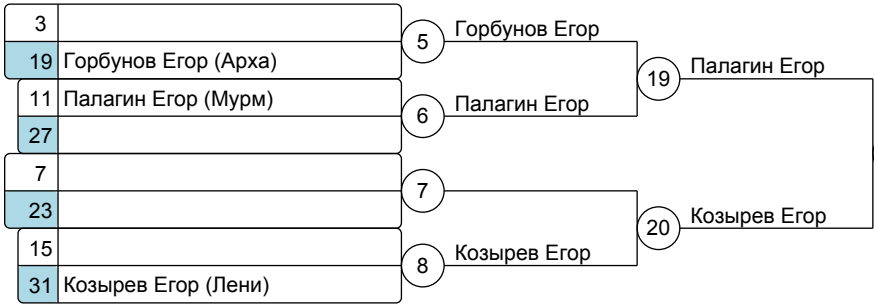 3
19 Горбунов Егор (Арха)
11 Палагин Егор (Мурм)
27
7
23
15
31 Козырев Егор (Лени)
5 Горбунов Егор
6 Палагин Егор
7
8 Козырев Егор
19 Палагин Егор
20 Козырев Егор